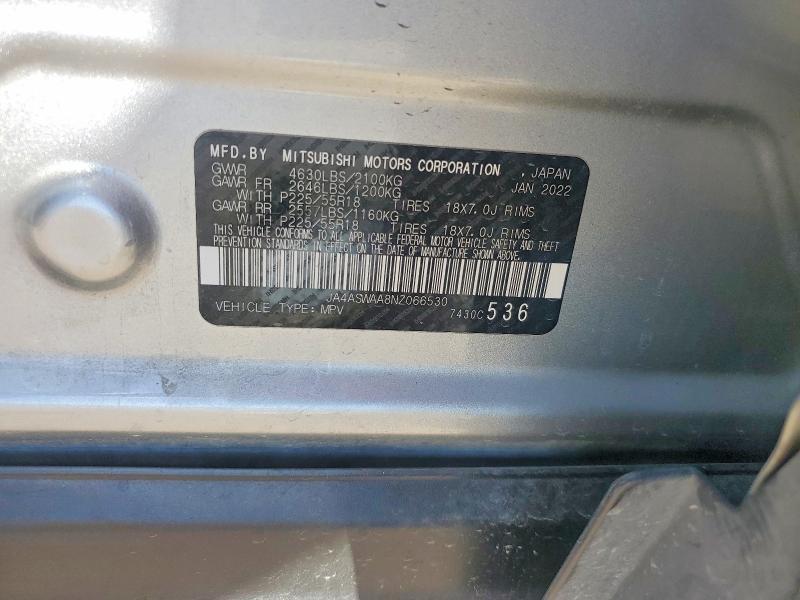 MFD.BY MITSUBISHI MOTORS CORPORATION , JAPAN
GVWR 4630LBS/2100KG JAN 2022
GAWR FR 2646LBS/1200KG
WITH P225/55R18 TIRES 18X7.0J RIMS
GAWR RR 2557LBS/1160KG
WITH P225/55R18 TIRES 18X7.0J RIMS
THIS VEHICLE CONFORMS TO ALL APPLICABLE FEDERAL MOTOR VEHICLE SAFETY AND THEFT
PREVENTION STANDARDS IN EFFECT ON THE DATE OF MANUFACTURE SHOWN ABOVE.
JA4ASWAA8NZ066530
VEHICLE TYPE: MPV 7430C 536